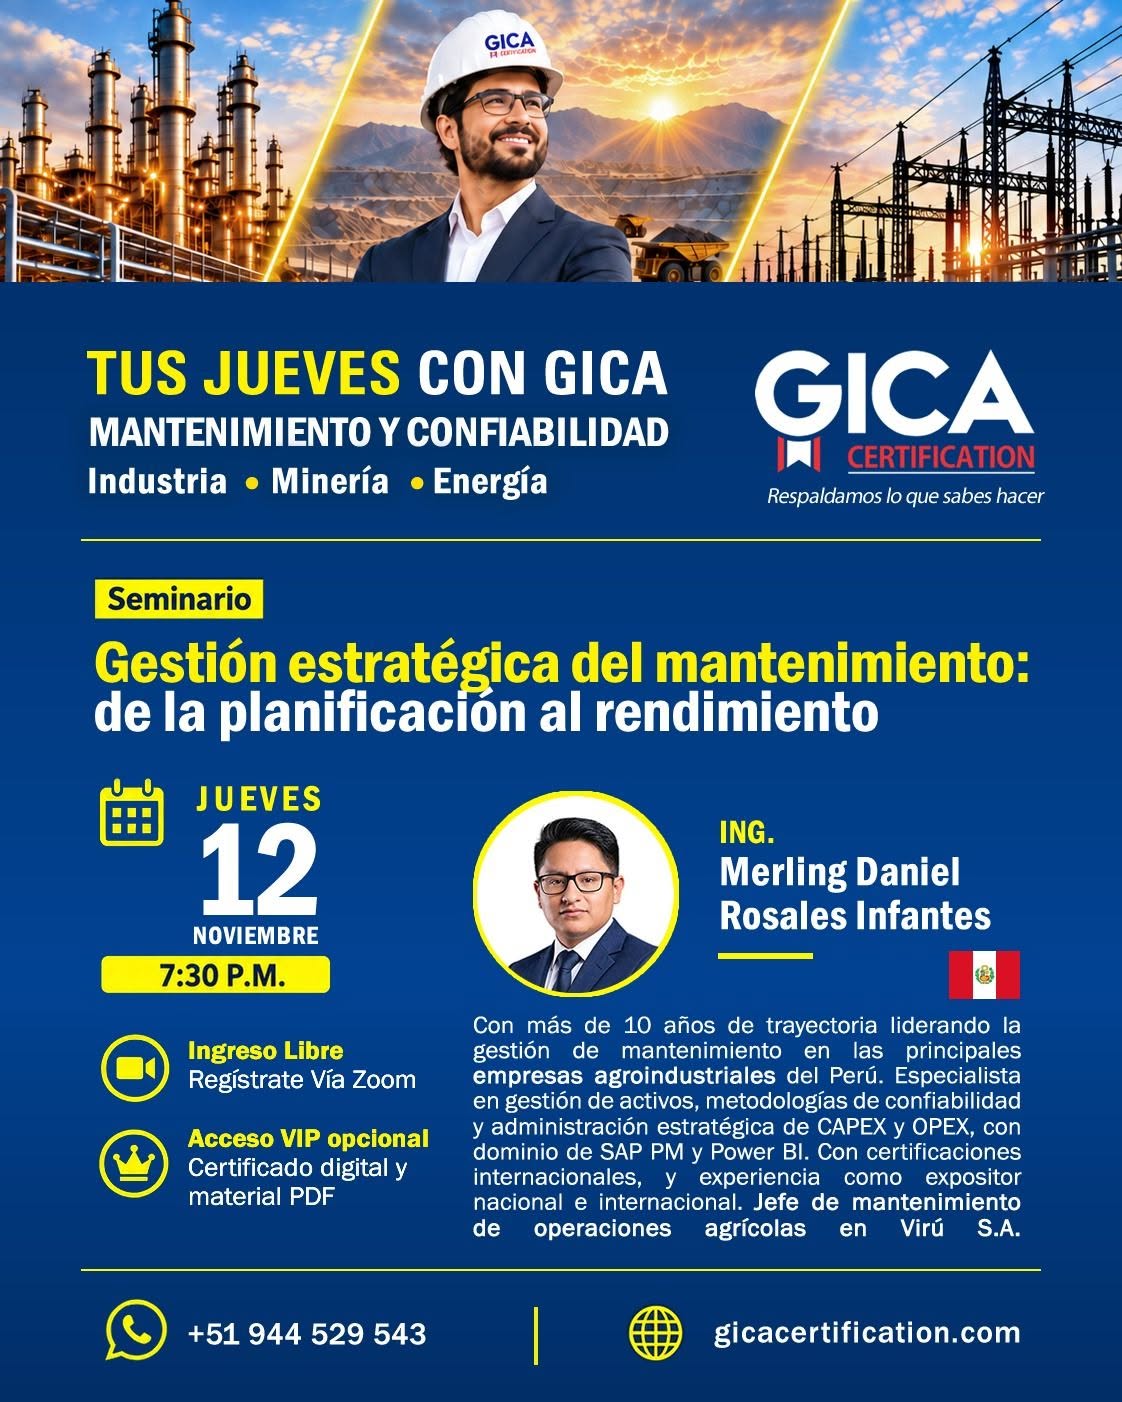 GICA
CERTIFICATION
TUS JUEVES CON GICA
MANTENIMIENTO Y CONFIABILIDAD
Industria • Minería • Energía
GICA
CERTIFICATION
Respaldamos lo que sabes hacer
Seminario
Gestión estratégica del mantenimiento:
de la planificación al rendimiento
JUEVES
12
NOVIEMBRE
7:30 P.M.
Ingreso Libre
Regístrate Vía Zoom
Acceso VIP opcional
Certificado digital y
material PDF
ING.
Merling Daniel
Rosales Infantes
Con más de 10 años de trayectoria liderando la
gestión de mantenimiento en las principales
empresas agroindustriales del Perú. Especialista
en gestión de activos, metodologías de confiabilidad
y administración estratégica de CAPEX y OPEX, con
dominio de SAP PM y Power BI. Con certificaciones
internacionales, y experiencia como expositor
nacional e internacional. Jefe de mantenimiento
de operaciones agrícolas en Virú S.A.
+51 944 529 543
gicacertification.com